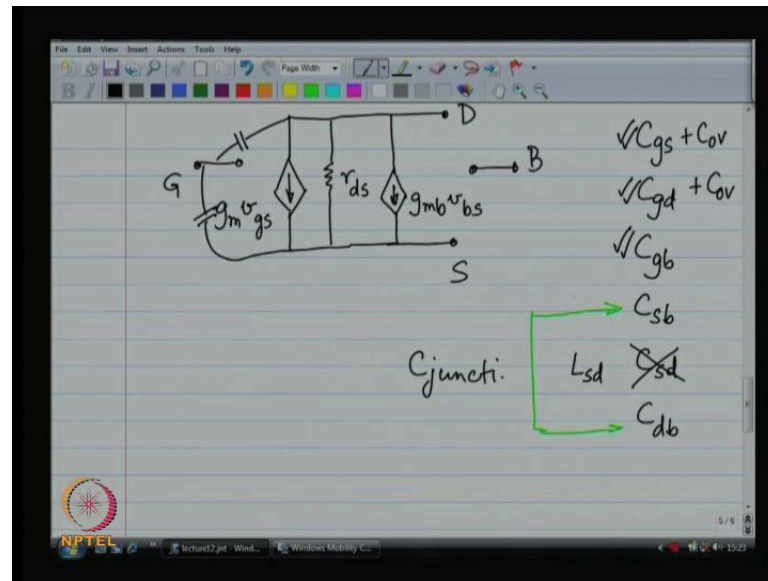 File Edit View Insert Actions Tools Help
Page Width
B I
D
√Cgs + Cov
G
gm vgs
rds
gmb vbs
B
√Cgd + Cov
S
√Cgb
Csb
Cjuncti.
Lsd
Csd
Cdb
5/6
NPTEL
lecture12.jnt - Wind...
Windows Mobility C...
15:23